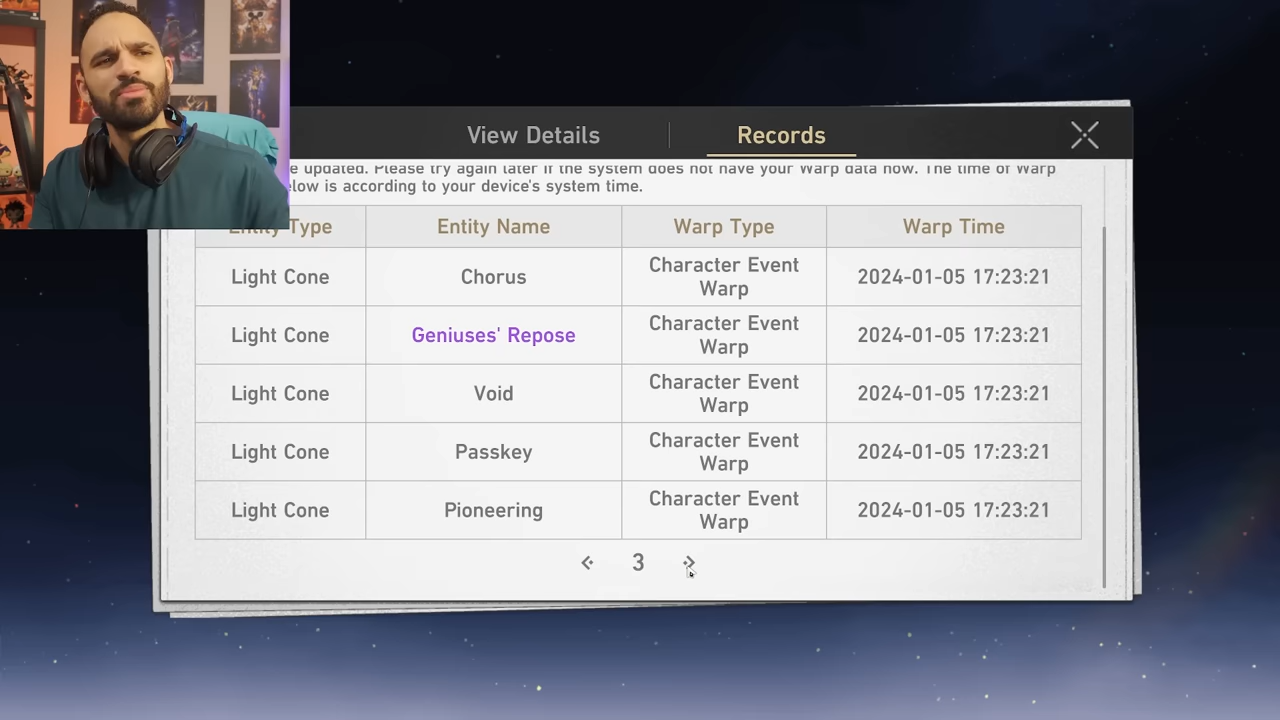 View Details
Records
e updated. Please try again later if the system does not have your Warp data now. The time of Warp
elow is according to your device's system time.
Entity Type Entity Name Warp Type Warp Time
Light Cone Chorus Character Event Warp 2024-01-05 17:23:21
Light Cone Geniuses' Repose Character Event Warp 2024-01-05 17:23:21
Light Cone Void Character Event Warp 2024-01-05 17:23:21
Light Cone Passkey Character Event Warp 2024-01-05 17:23:21
Light Cone Pioneering Character Event Warp 2024-01-05 17:23:21
3